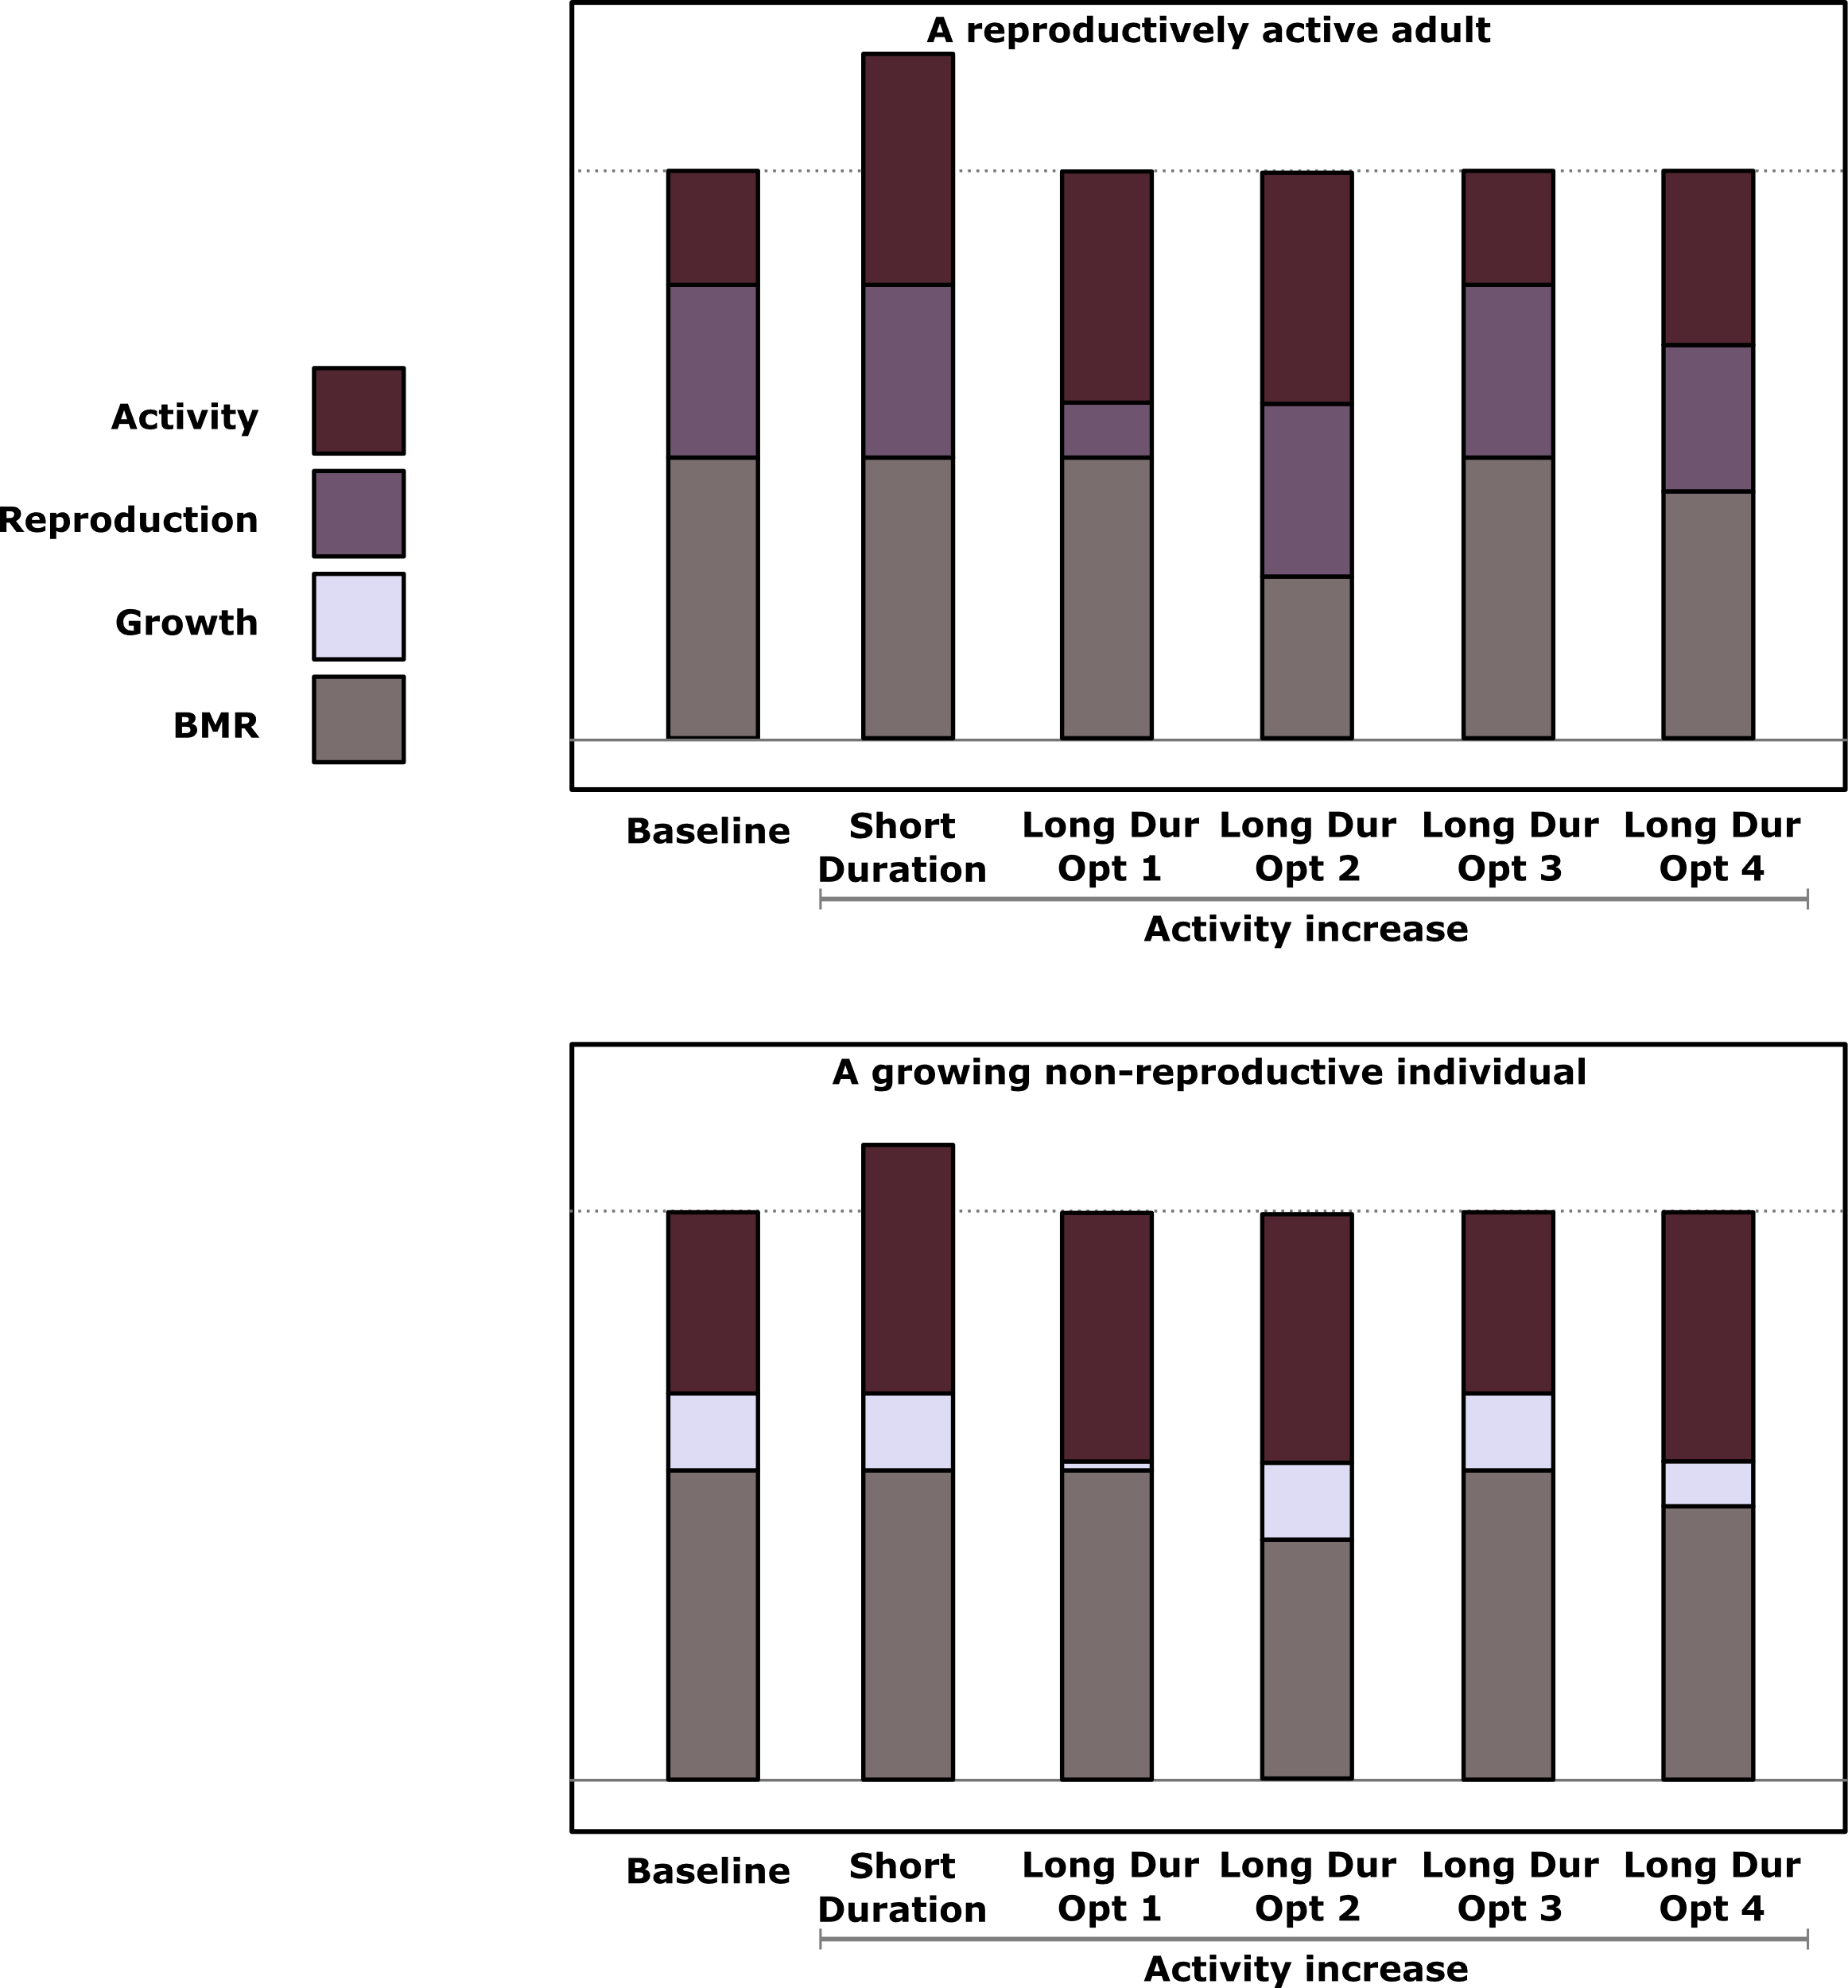 A reproductively active adult
Activity
Reproduction
Growth
BMR
Baseline
Short
Duration
Long Dur
Opt 1
Long Dur
Opt 2
Long Dur
Opt 3
Long Dur
Opt 4
Activity increase
A growing non-reproductive individual
Baseline
Short
Duration
Long Dur
Opt 1
Long Dur
Opt 2
Long Dur
Opt 3
Long Dur
Opt 4
Activity increase